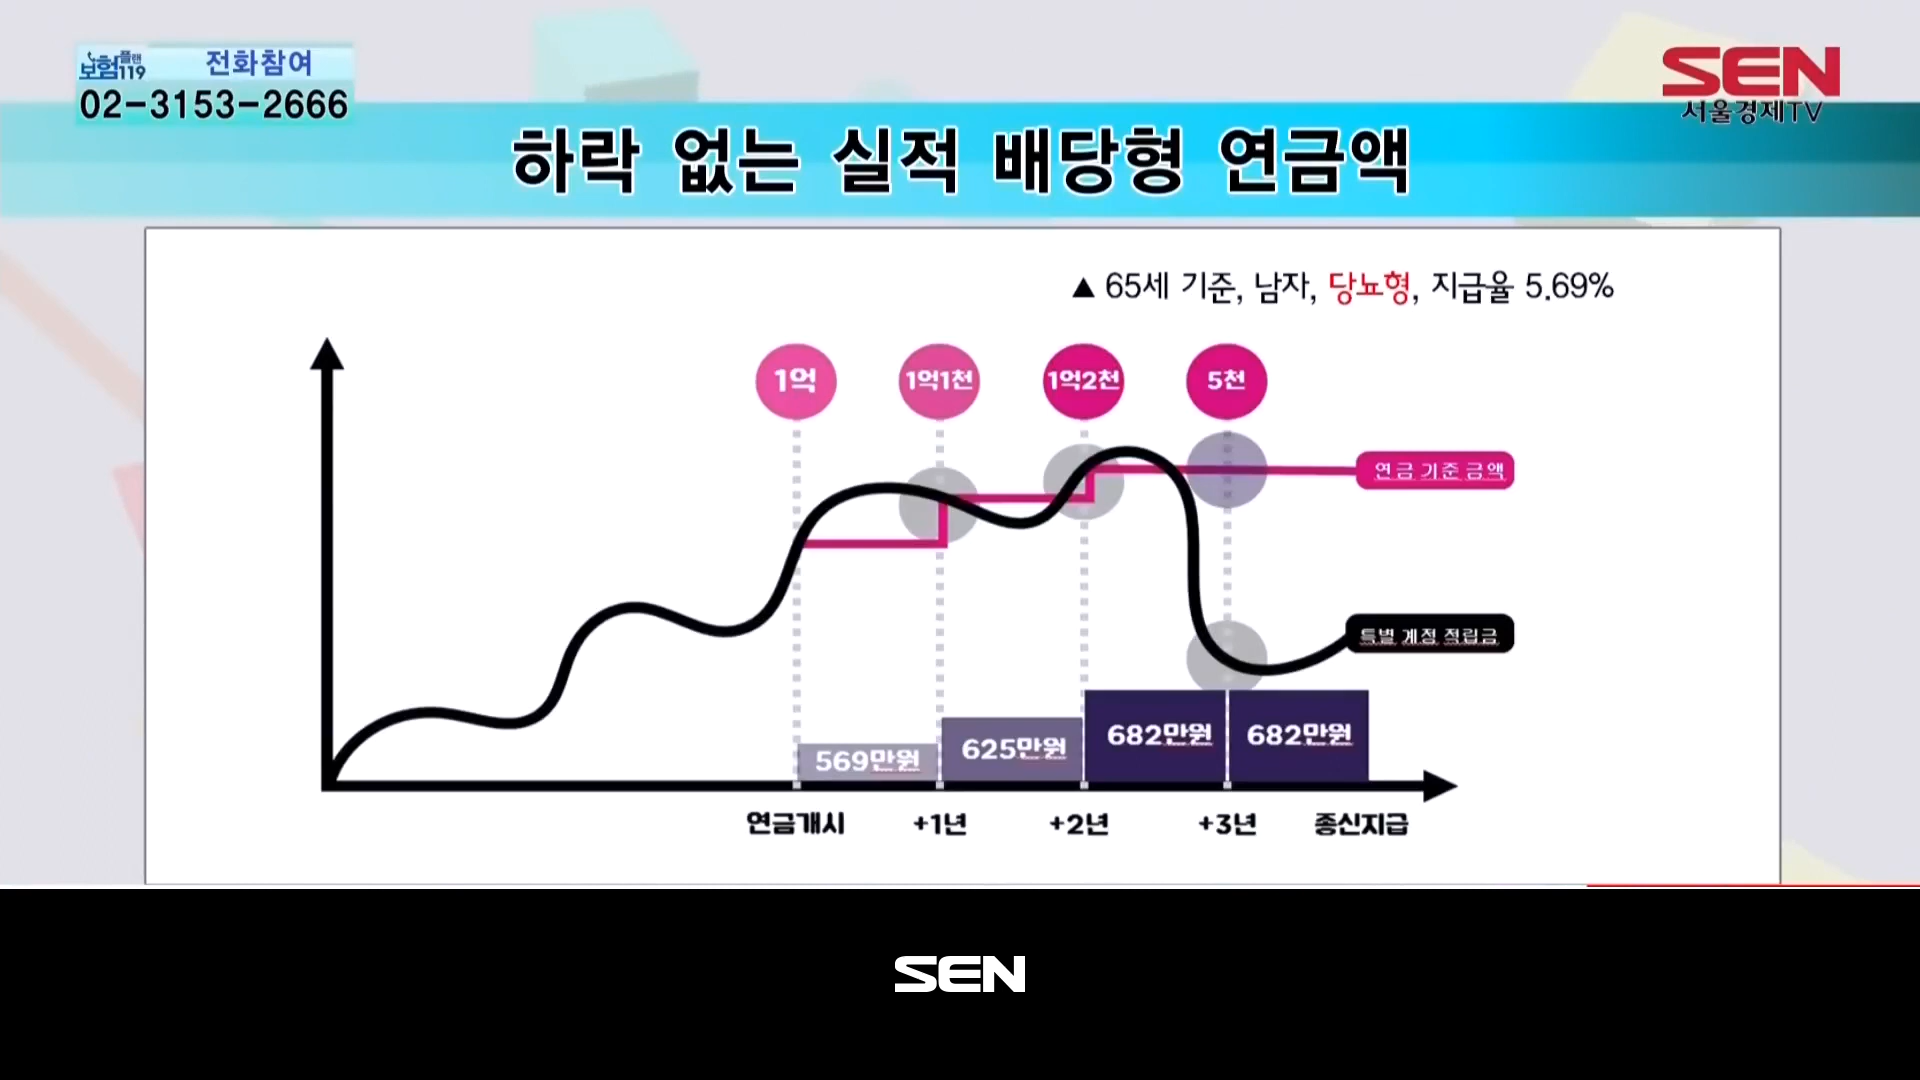 보험플랜119 전화참여
02-3153-2666
SEN
서울경제TV
하락 없는 실적 배당형 연금액
▲ 65세 기준, 남자, 당뇨형, 지급율 5.69%
1억 1억1천 1억2천 5천
연금 기준 금액
특별 계정 적립금
569만원 625만원 682만원 682만원
연금개시 +1년 +2년 +3년 종신지급
SEN